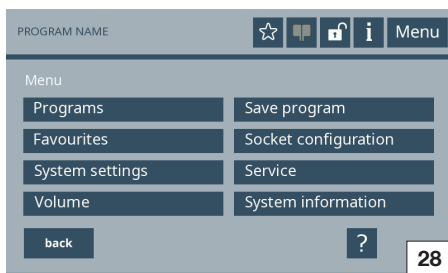 PROGRAM NAME
i
Menu
Menu
Programs
Save program
Favourites
Socket configuration
System settings
Service
Volume
System information
back
?
28